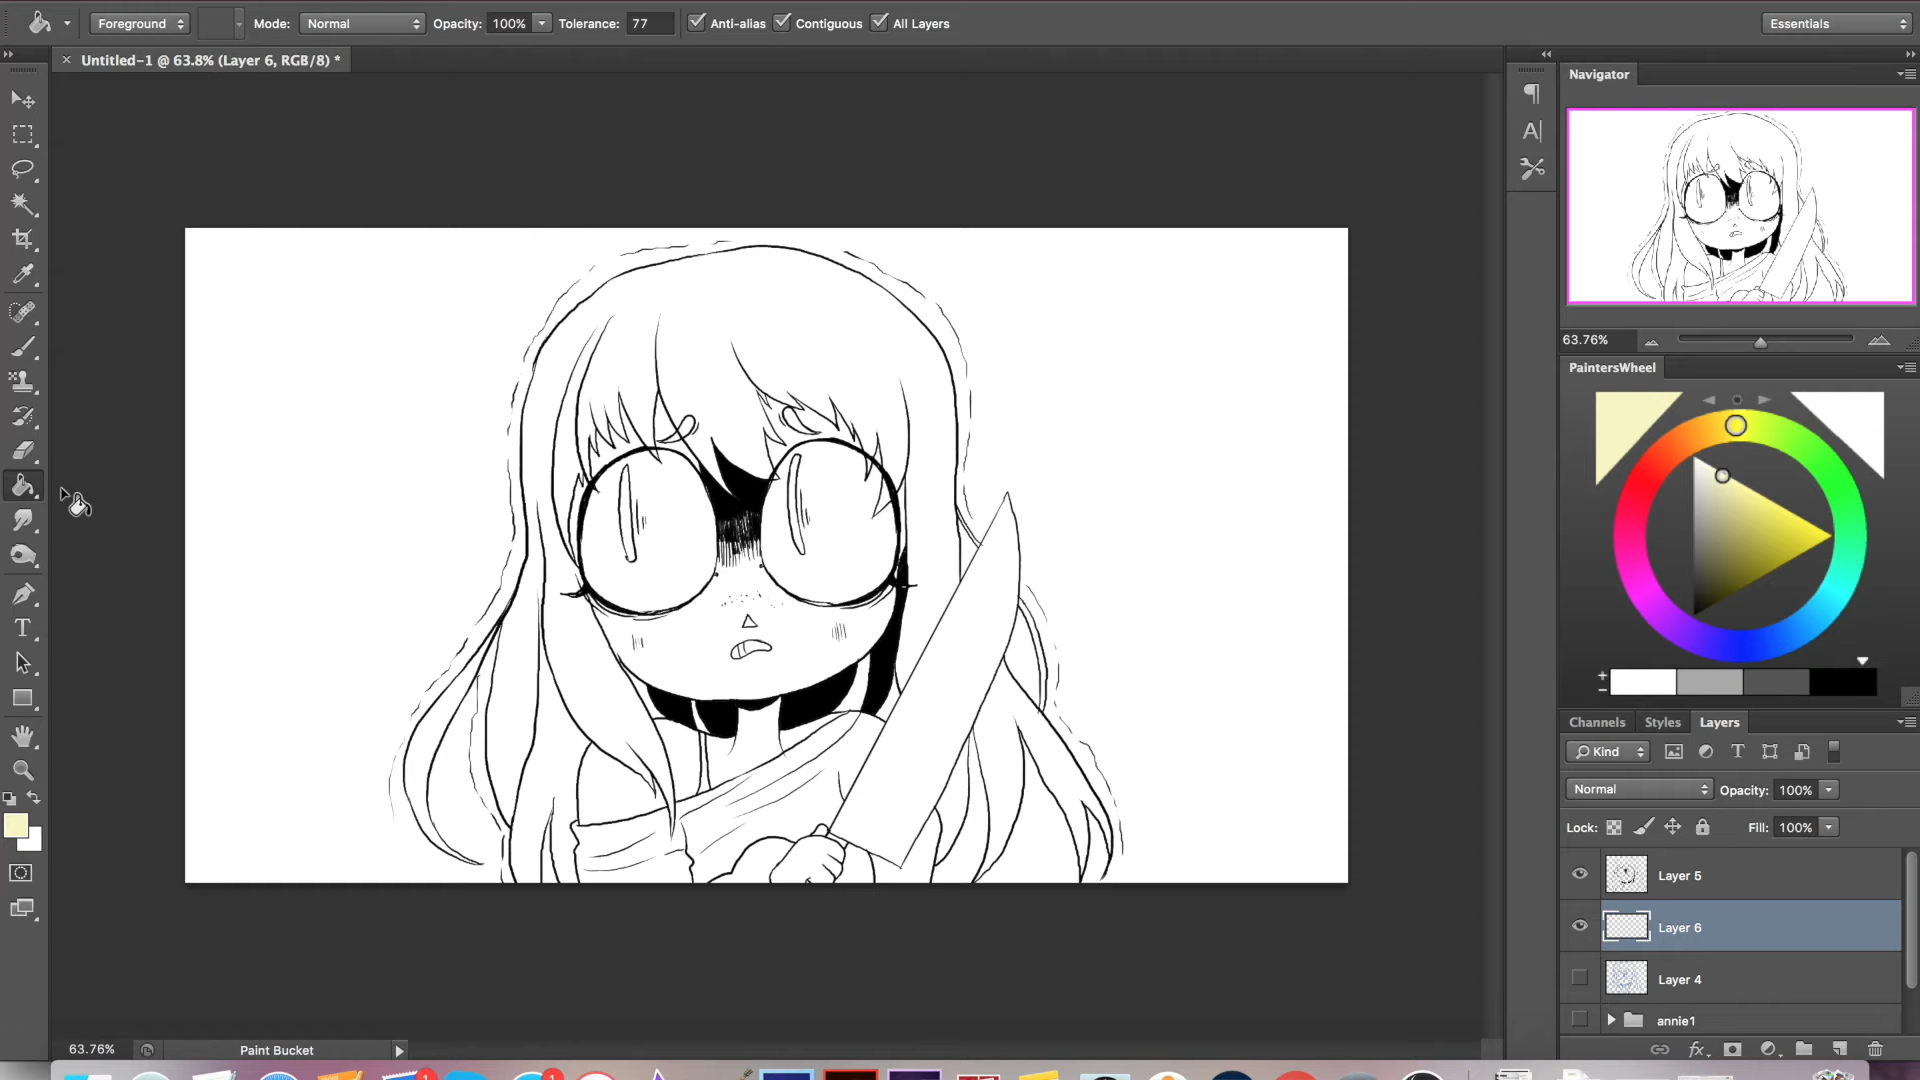 Foreground Mode: Normal Opacity: 100% Tolerance: 77 Anti-alias Contiguous All Layers Essentials
Untitled-1 @ 63.8% (Layer 6, RGB/8) *
Navigator
63.76%
PaintersWheel
Channels Styles Layers
Kind
Normal Opacity: 100%
Lock: Fill: 100%
Layer 5
Layer 6
Layer 4
annie1
63.76% Paint Bucket
1 1